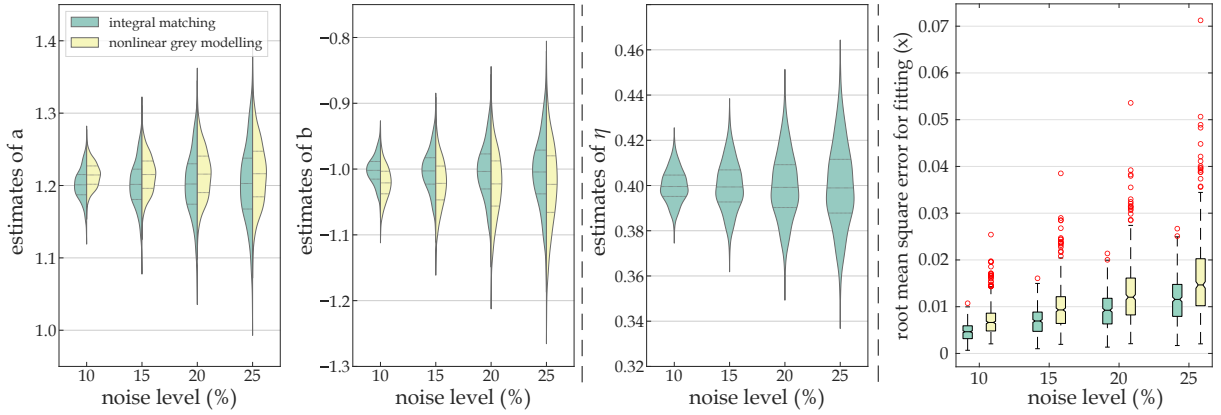 estimates of a
1.4
1.3
1.2
1.1
1.0
integral matching
nonlinear grey modelling
10 15 20 25
noise level (%)
estimates of b
−0.8
−0.9
−1.0
−1.1
−1.2
−1.3
10 15 20 25
noise level (%)
estimates of η
0.46
0.44
0.42
0.40
0.38
0.36
0.34
0.32
10 15 20 25
noise level (%)
root mean square error for fitting (x)
0.07
0.06
0.05
0.04
0.03
0.02
0.01
0
10 15 20 25
noise level (%)